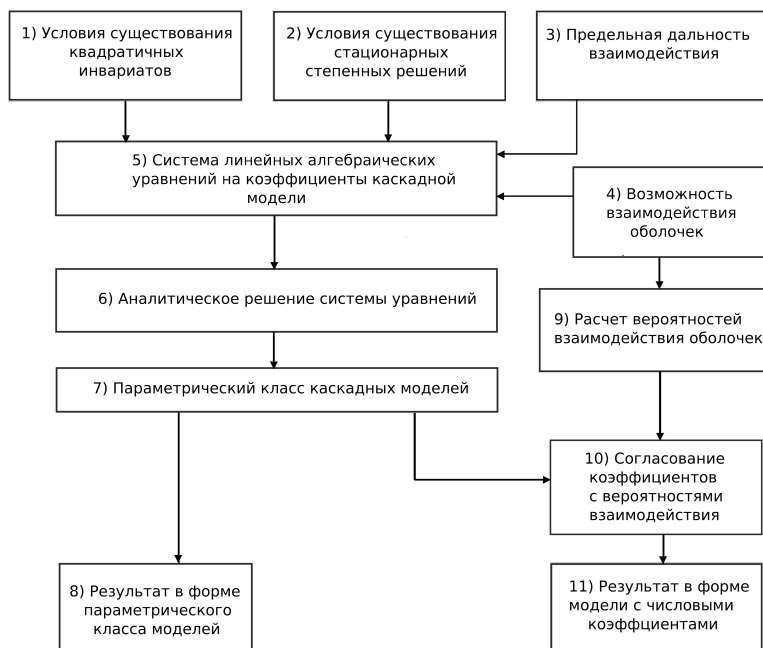 1) Условия существования
квадратичных
инвариатов
2) Условия существования
стационарных
степенных решений
3) Предельная дальность
взаимодействия
5) Система линейных алгебраических
уравнений на коэффициенты каскадной
модели
4) Возможность
взаимодействия
оболочек
6) Аналитическое решение системы уравнений
9) Расчет вероятностей
взаимодействия оболочек
7) Параметрический класс каскадных моделей
10) Согласование
коэффициентов
с вероятностями
взаимодействия
8) Результат в форме
параметрического
класса моделей
11) Результат в форме
модели с числовыми
коэффциентами